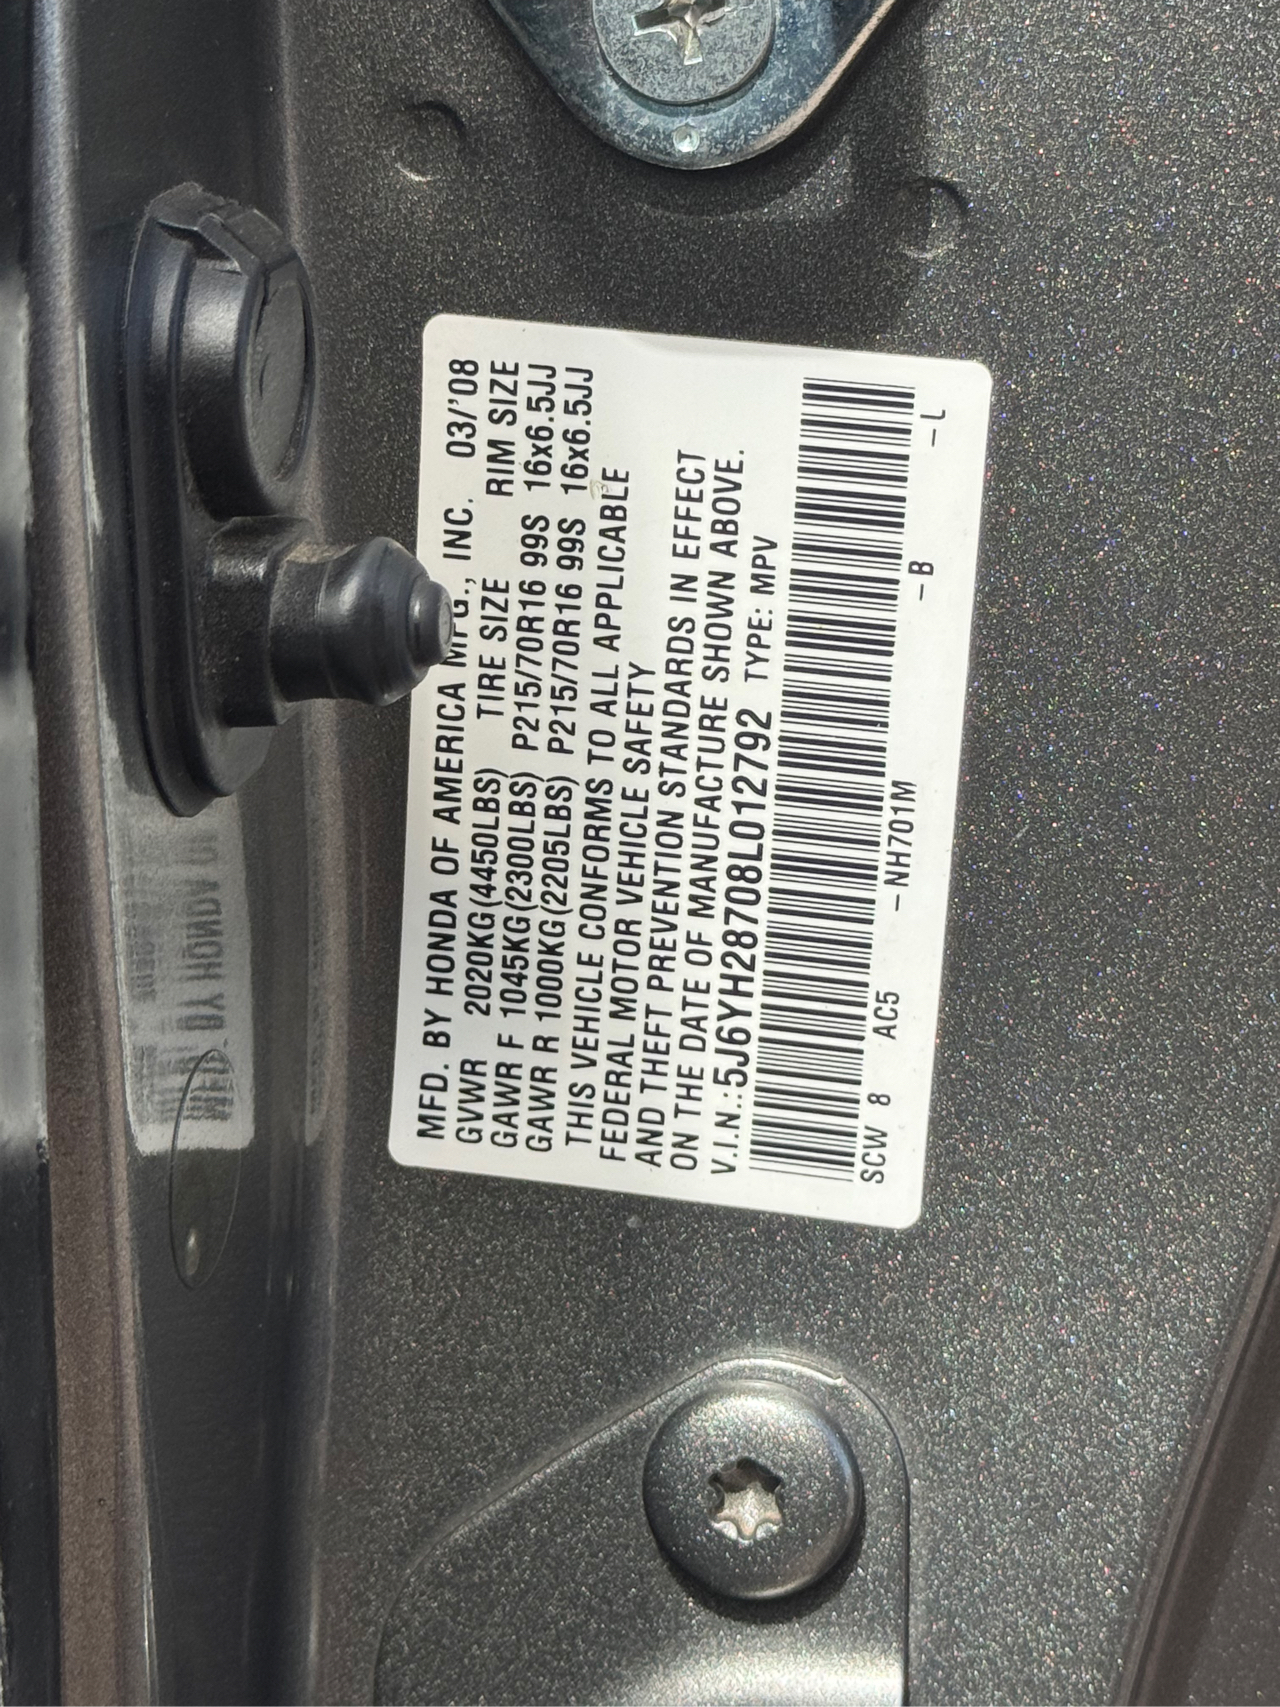 MFD. BY HONDA OF AMERICA MFG., INC. 03/'08
GVWR 2020KG(4450LBS) TIRE SIZE RIM SIZE
GAWR F 1045KG(2300LBS) P215/70R16 99S 16x6.5JJ
GAWR R 1000KG(2205LBS) P215/70R16 99S 16x6.5JJ
THIS VEHICLE CONFORMS TO ALL APPLICABLE
FEDERAL MOTOR VEHICLE SAFETY
AND THEFT PREVENTION STANDARDS IN EFFECT
ON THE DATE OF MANUFACTURE SHOWN ABOVE.
V.I.N.:5J6YH28708L012792 TYPE: MPV
SCW 8 AC5 -NH701M -B -L